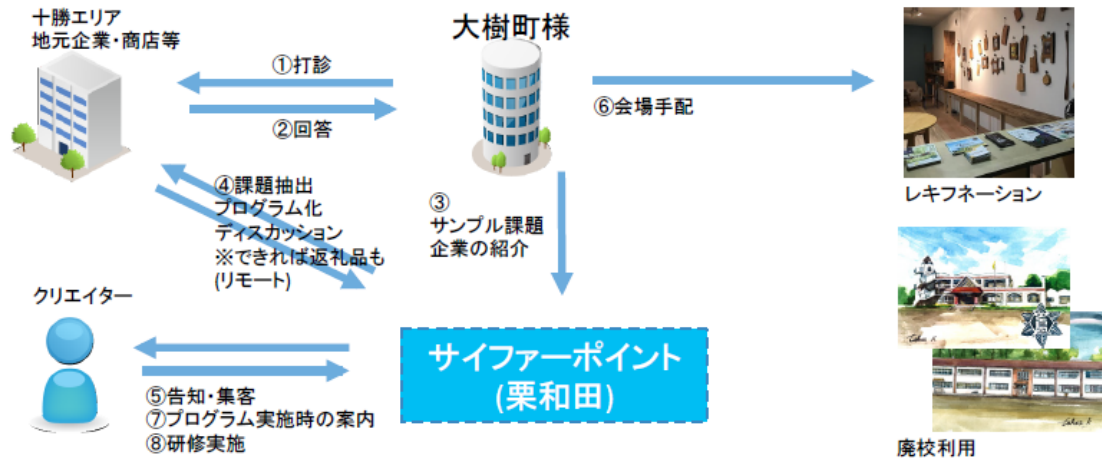 十勝エリア
地元企業・商店等
大樹町様
①打診
②回答
⑥会場手配
レキフネーション
④課題抽出
プログラム化
ディスカッション
※できれば返礼品も
(リモート)
③
サンプル課題
企業の紹介
クリエイター
サイファーポイント
(栗和田)
⑤告知・集客
⑦プログラム実施時の案内
⑧研修実施
廃校利用